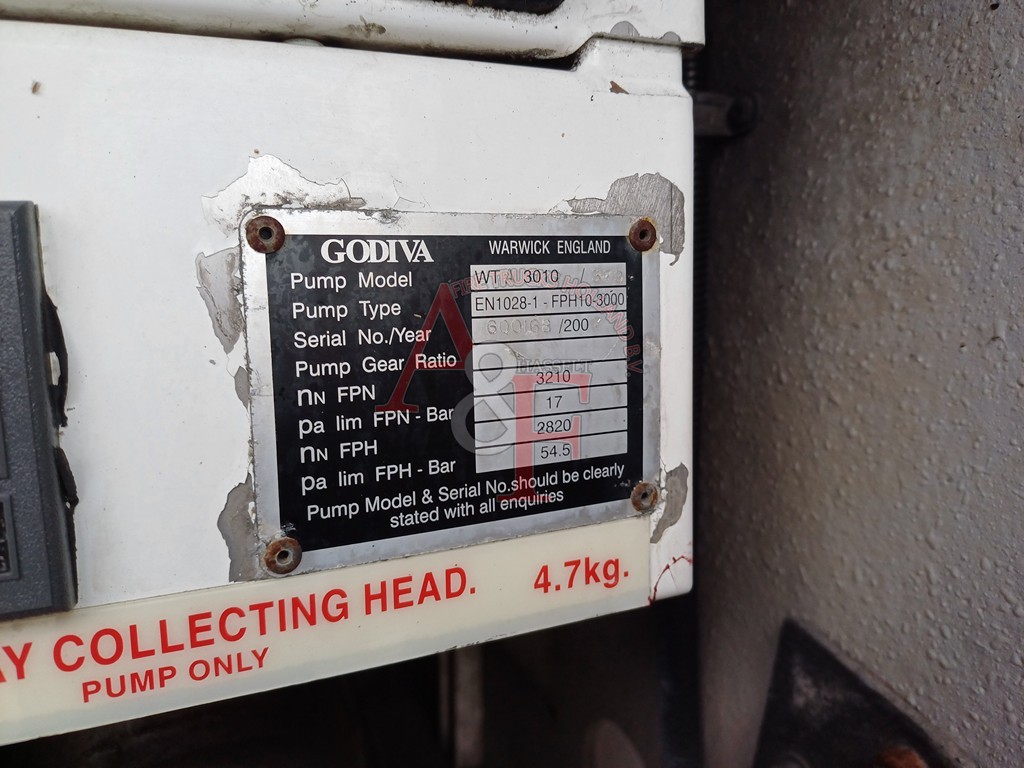 GODIVA WARWICK ENGLAND
Pump Model WT A 3010 /
Pump Type EN1028-1 - FPH10-3000
Serial No./Year /200
Pump Gear Ratio
nN FPN 3210
pa lim FPN - Bar 17
nN FPH 2820
pa lim FPH - Bar 54.5
Pump Model & Serial No.should be clearly
stated with all enquiries
COLLECTING HEAD. 4.7kg.
PUMP ONLY
A&F
HASSELT